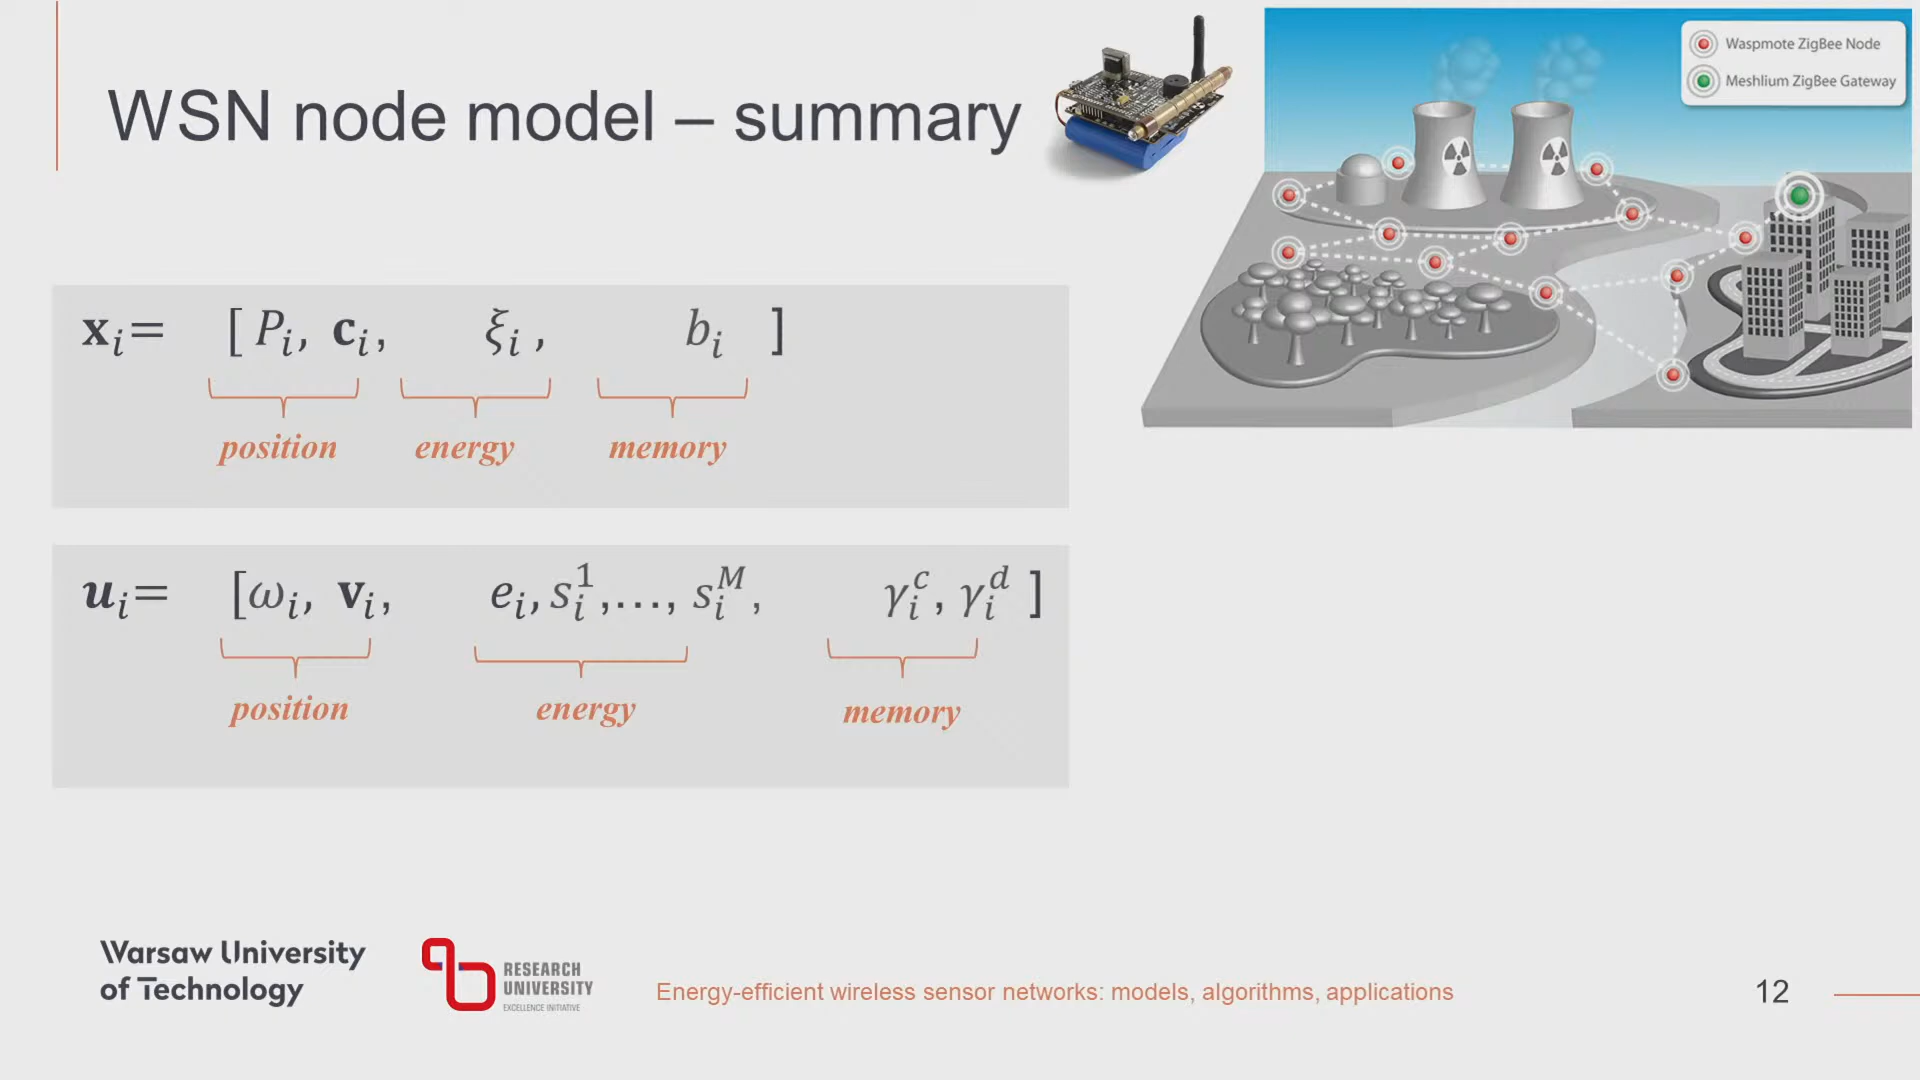 WSN node model – summary
Waspmote ZigBee Node
Meshlium ZigBee Gateway
𝐱ᵢ= [ Pᵢ, 𝐜ᵢ, ξᵢ , bᵢ ]
position energy memory
𝒖ᵢ= [ωᵢ, 𝐯ᵢ, eᵢ, sᵢ¹,…, sᵢᴹ, γᵢᶜ, γᵢᵈ ]
position energy memory
Warsaw University
of Technology
RESEARCH
UNIVERSITY
EXCELLENCE INITIATIVE
Energy-efficient wireless sensor networks: models, algorithms, applications
12